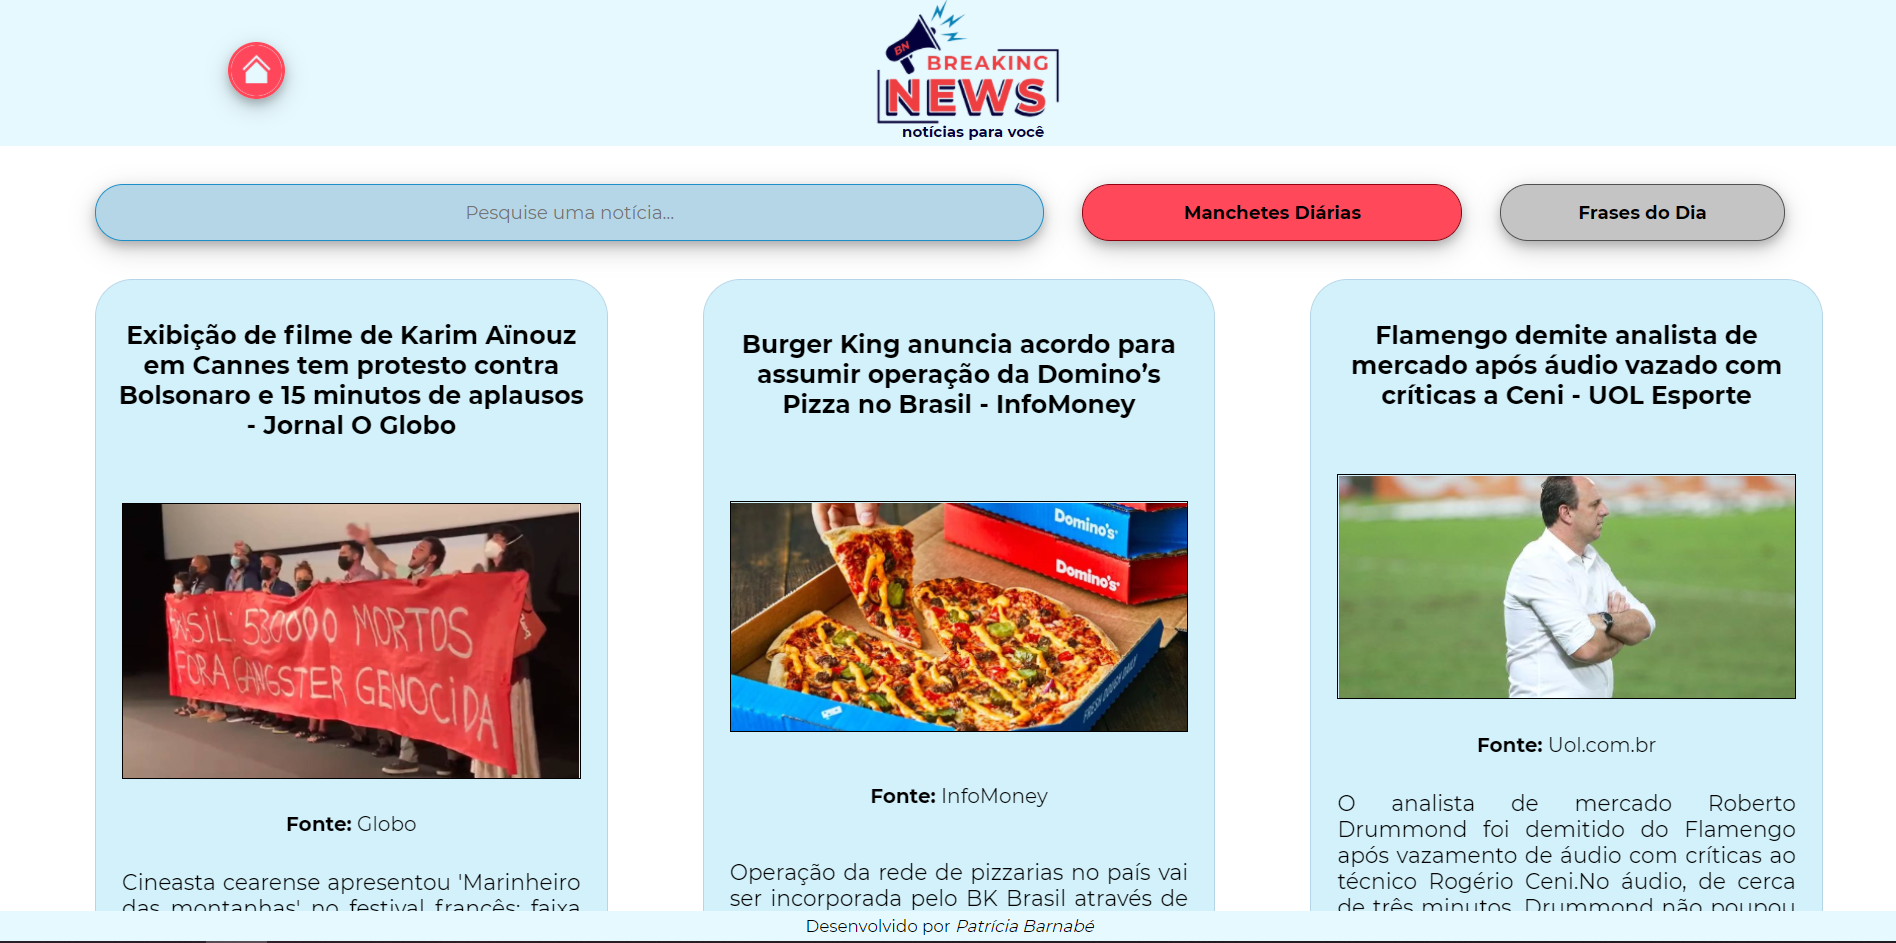 BN
BREAKING
NEWS
notícias para você
Pesquise uma notícia...
Manchetes Diárias
Frases do Dia
Exibição de filme de Karim Aïnouz
em Cannes tem protesto contra
Bolsonaro e 15 minutos de aplausos
- Jornal O Globo
SIL. 530000 MORTOS
FORA GANGSTER GENOCIDA
Fonte: Globo
Cineasta cearense apresentou 'Marinheiro
das montanhas' no festival francês; faixa
Burger King anuncia acordo para
assumir operação da Domino’s
Pizza no Brasil - InfoMoney
Domino's
Domino's
FRESH DOUGH DAILY
Fonte: InfoMoney
Operação da rede de pizzarias no país vai
ser incorporada pelo BK Brasil através de
Flamengo demite analista de
mercado após áudio vazado com
críticas a Ceni - UOL Esporte
Fonte: Uol.com.br
O analista de mercado Roberto
Drummond foi demitido do Flamengo
após vazamento de áudio com críticas ao
técnico Rogério Ceni.No áudio, de cerca
de três minutos, Drummond não poupou
Desenvolvido por Patrícia Barnabé